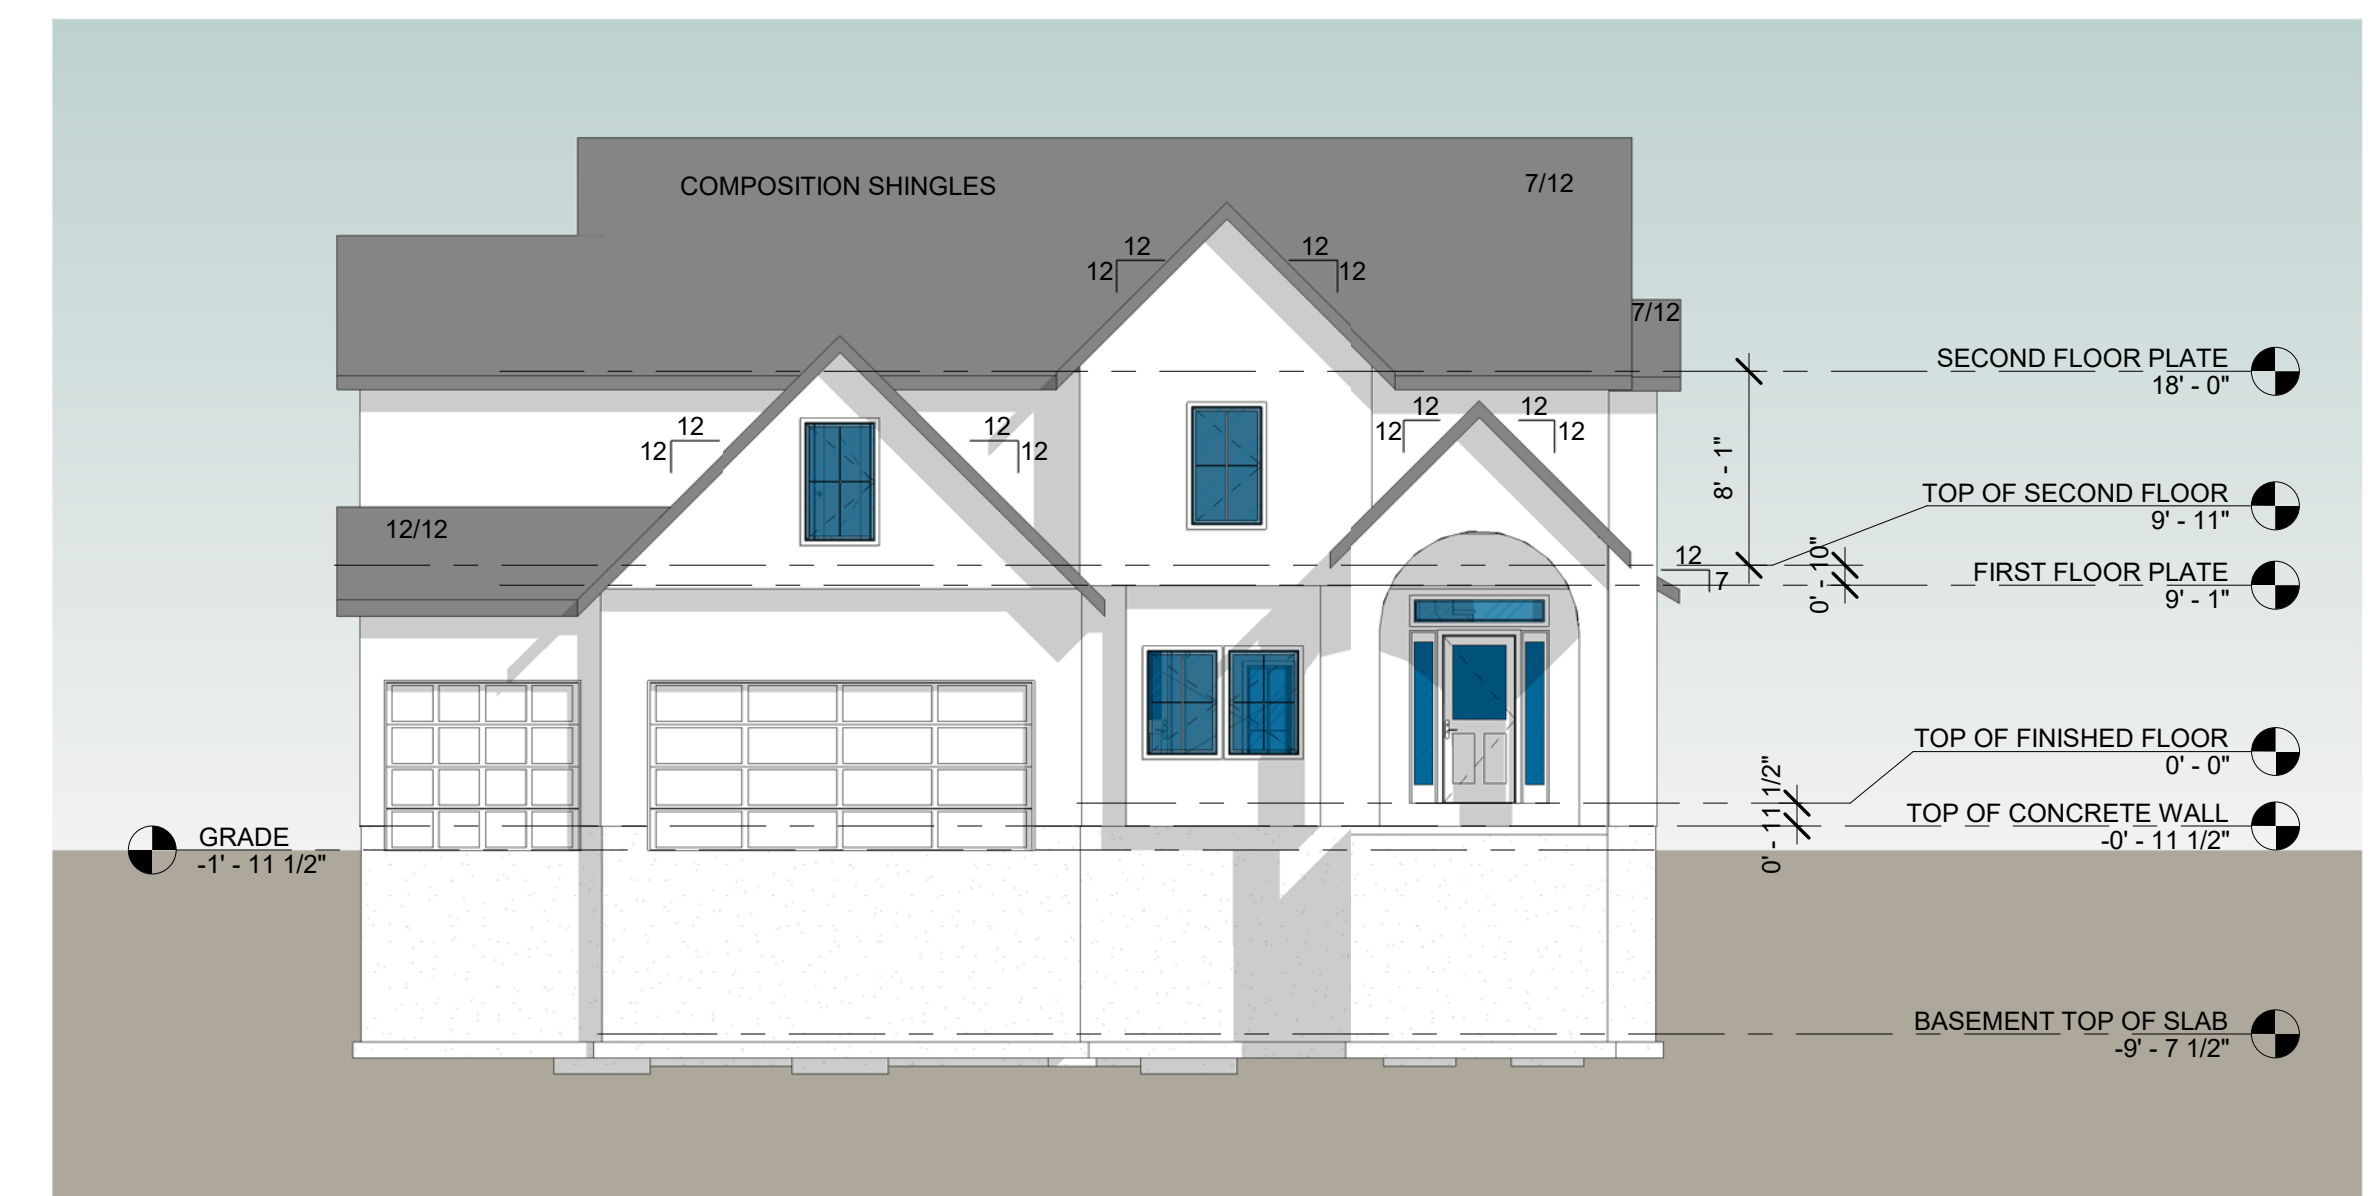 COMPOSITION SHINGLES
7/12
12
12
12
12
7/12
SECOND FLOOR PLATE
18' - 0"
12
12
12
12
12
12
12
12
8' - 1"
TOP OF SECOND FLOOR
9' - 11"
12/12
12
7
0' - 10"
FIRST FLOOR PLATE
9' - 1"
TOP OF FINISHED FLOOR
0' - 0"
0' - 11 1/2"
TOP OF CONCRETE WALL
-0' - 11 1/2"
GRADE
-1' - 11 1/2"
BASEMENT TOP OF SLAB
-9' - 7 1/2"